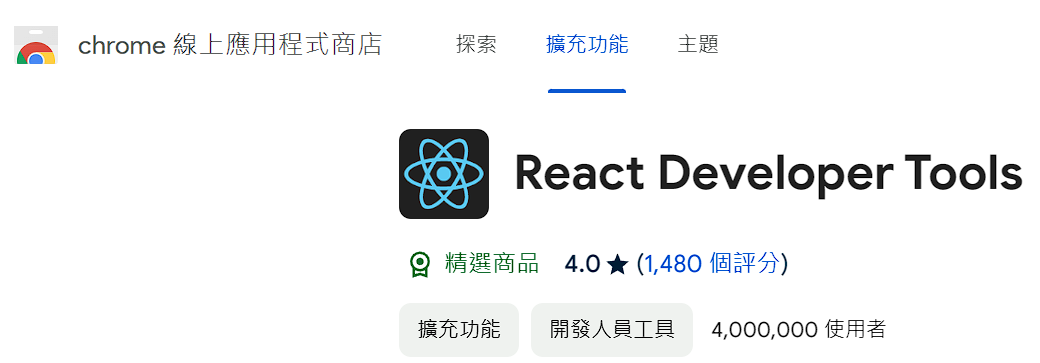 chrome 線上應用程式商店 探索 擴充功能 主題
React Developer Tools
精選商品 4.0★ (1,480 個評分)
擴充功能 開發人員工具 4,000,000 使用者